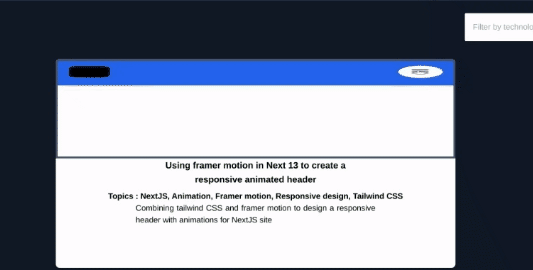 Filter by technolo
Using framer motion in Next 13 to create a
responsive animated header
Topics : NextJS, Animation, Framer motion, Responsive design, Tailwind CSS
Combining tailwind CSS and framer motion to design a responsive
header with animations for NextJS site